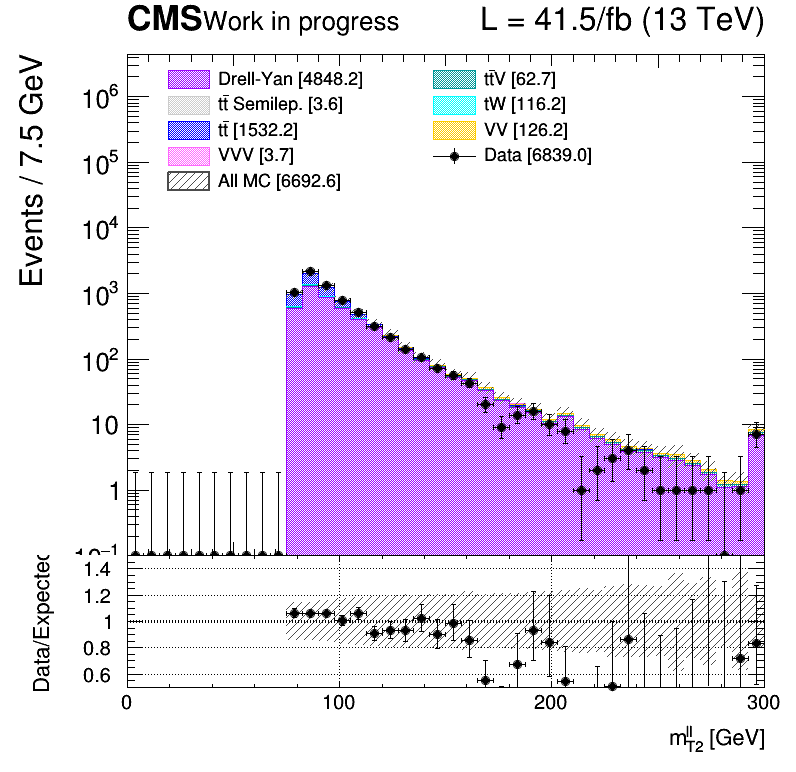 CMS Work in progress L = 41.5/fb (13 TeV)
Events / 7.5 GeV
Drell-Yan [4848.2]
tt̄ Semilep. [3.6]
tt̄ [1532.2]
VVV [3.7]
All MC [6692.6]
tt̄V [62.7]
tW [116.2]
VV [126.2]
Data [6839.0]
10⁶
10⁵
10⁴
10³
10²
10
1
10⁻¹
Data/Expected
1.4
1.2
1
0.8
0.6
0 100 200 300
m^{ll}_{T2} [GeV]